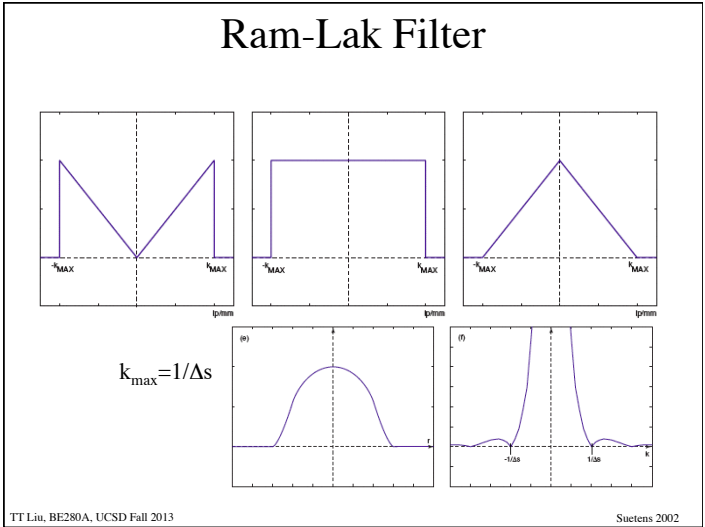 Ram-Lak Filter
-kMAX kMAX
lp/mm
-kMAX kMAX
lp/mm
-kMAX kMAX
lp/mm
kmax=1/Δs
(e)
r
(f)
-1/Δs 1/Δs k
TT Liu, BE280A, UCSD Fall 2013
Suetens 2002